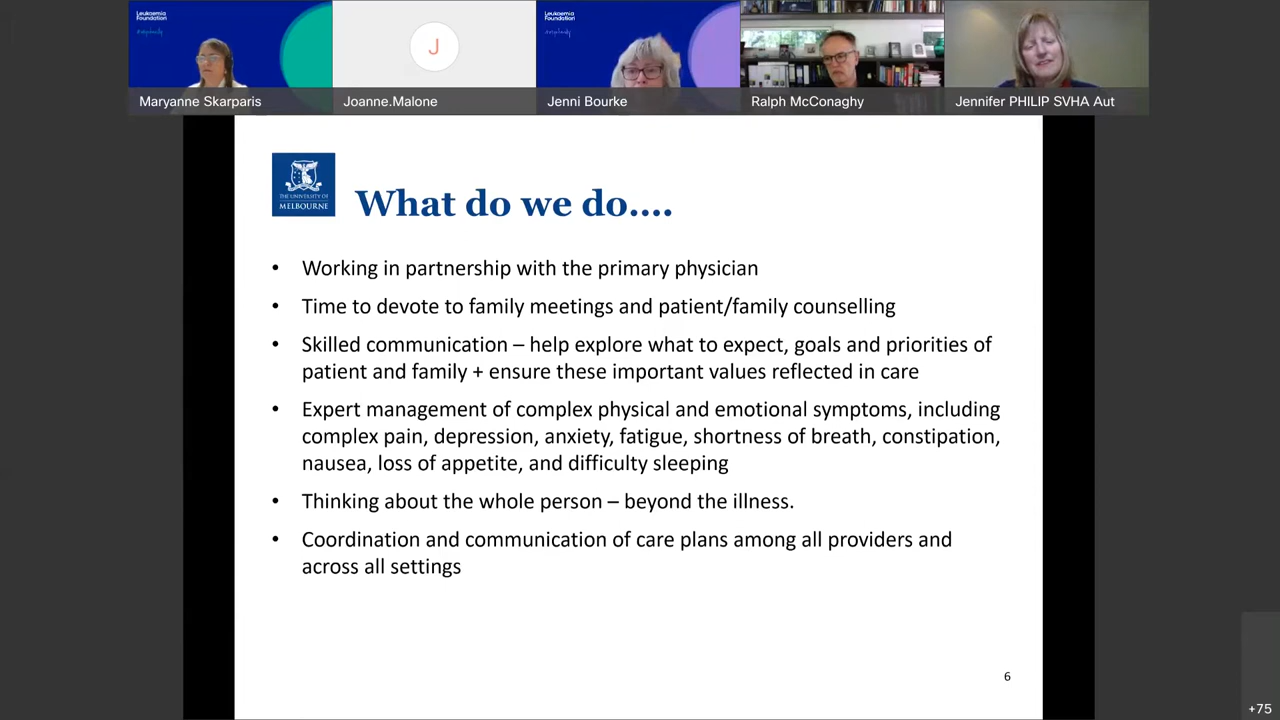 Leukaemia
Foundation
Leukaemia
Foundation
J
Maryanne Skarparis
Joanne.Malone
Jenni Bourke
Ralph McConaghy
Jennifer PHILIP SVHA Aut
THE UNIVERSITY OF
MELBOURNE
What do we do....
• Working in partnership with the primary physician
• Time to devote to family meetings and patient/family counselling
• Skilled communication – help explore what to expect, goals and priorities of
patient and family + ensure these important values reflected in care
• Expert management of complex physical and emotional symptoms, including
complex pain, depression, anxiety, fatigue, shortness of breath, constipation,
nausea, loss of appetite, and difficulty sleeping
• Thinking about the whole person – beyond the illness.
• Coordination and communication of care plans among all providers and
across all settings
6
+75